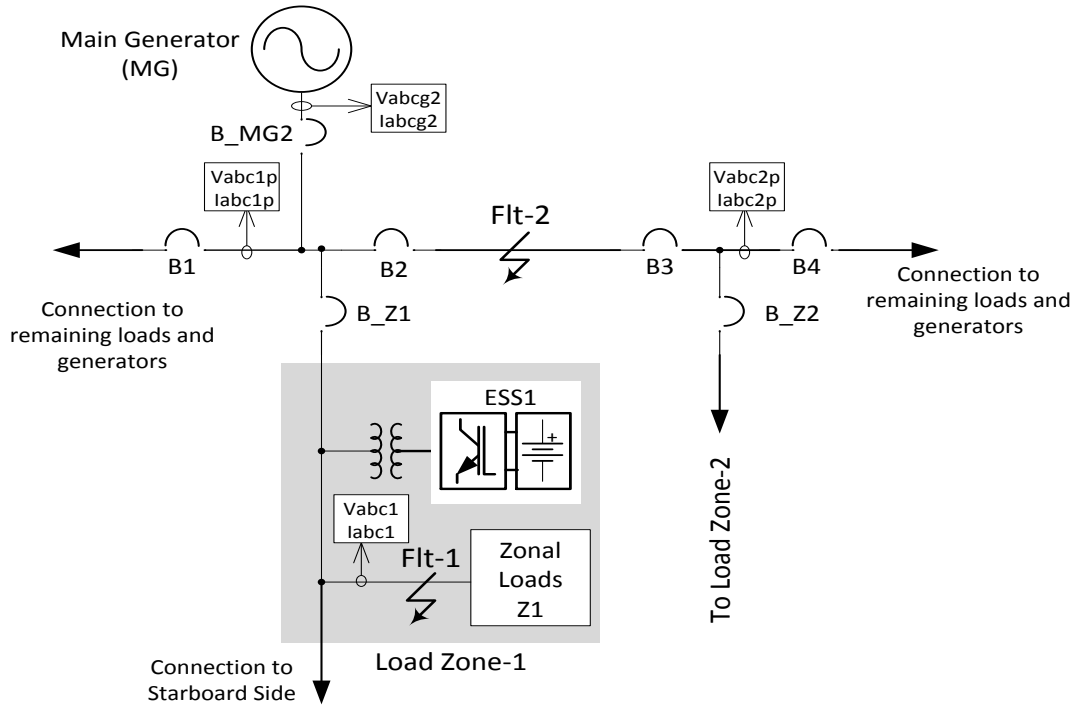 Main Generator
(MG)
Vabcg2
Iabcg2
B_MG2
Vabc1p
Iabc1p
Flt-2
Vabc2p
Iabc2p
B1
B2
B3
B4
Connection to
remaining loads and
generators
Connection to
remaining loads and
generators
B_Z1
B_Z2
ESS1
+
Vabc1
Iabc1
Flt-1
Zonal
Loads
Z1
To Load Zone-2
Load Zone-1
Connection to
Starboard Side